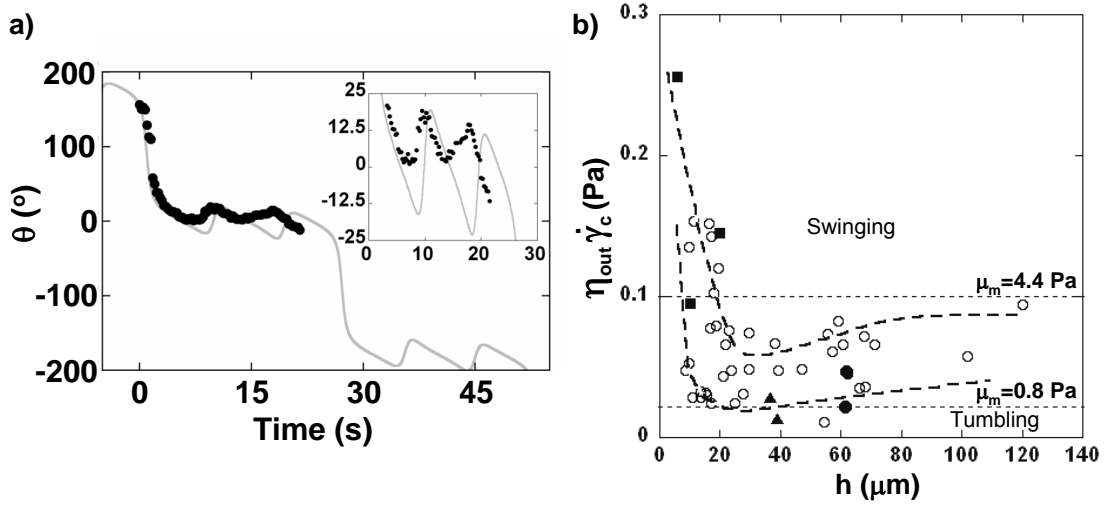 a)
200
100
0
-100
-200
θ (º)
0
15
30
45
Time (s)
25
12.5
0
-12.5
-25
0
10
20
30
b)
0.3
0.2
0.1
0
η_out γ̇_c (Pa)
Swinging
μ_m=4.4 Pa
μ_m=0.8 Pa
Tumbling
0 20 40 60 80 100 120 140
h (μm)